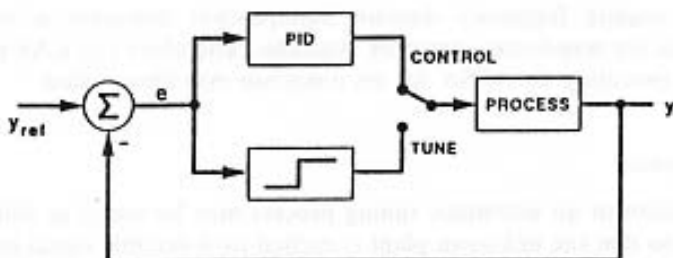 PID
CONTROL
Σ
e
PROCESS
y
y_ref
-
TUNE